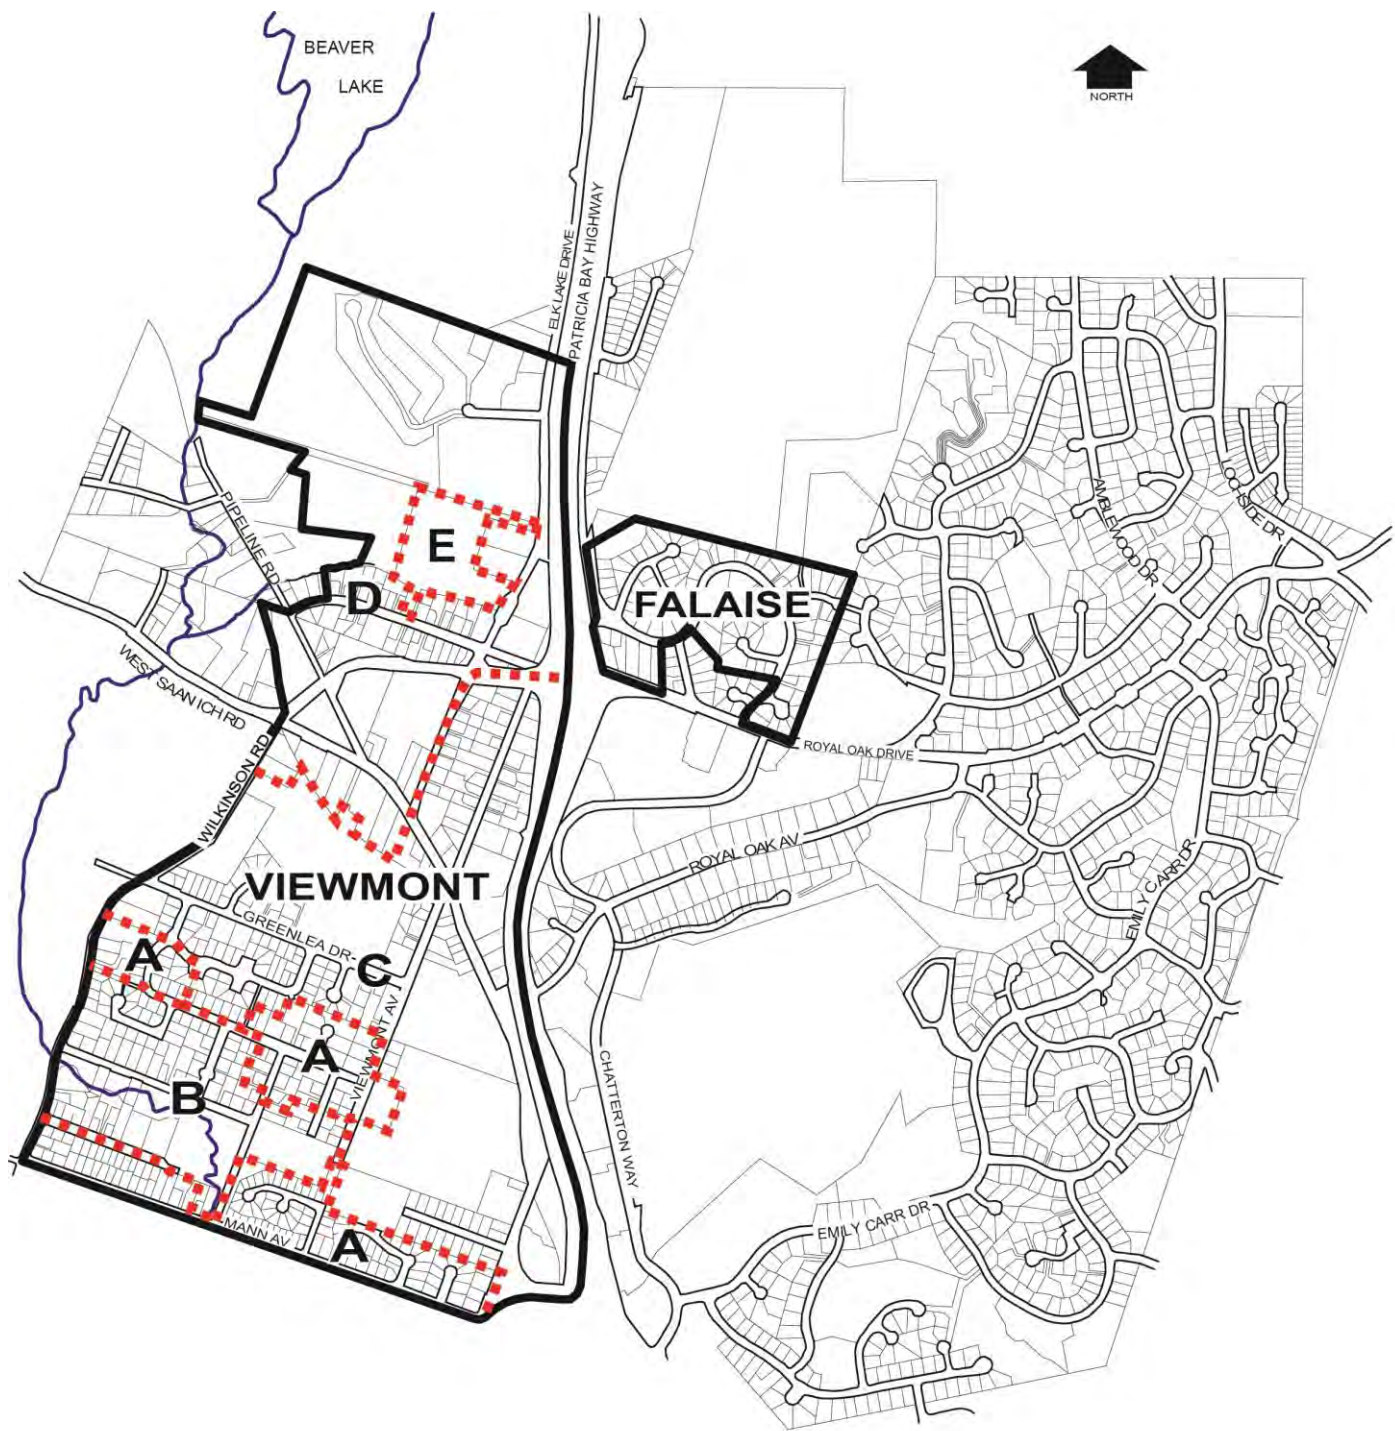 BEAVER
LAKE
NORTH
ELK LAKE DRIVE
PATRICIA BAY HIGHWAY
PIPELINE RD
E
D
FALAISE
AMBLEWOOD DR
LOCHSIDE DR
WEST SAANICH RD
WILKINSON RD
ROYAL OAK DRIVE
ROYAL OAK AV
VIEWMONT
EMILY CARR DR
GREENLEA DR
A
C
VIEWMONT AV
A
B
CHATTERTON WAY
MANN AV
A
EMILY CARR DR